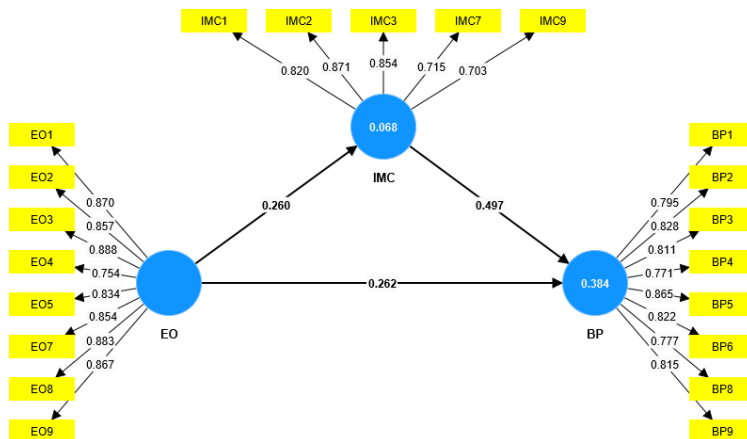 IMC1 IMC2 IMC3 IMC7 IMC9
0.820 0.871 0.854 0.715 0.703
0.068
IMC
EO1
EO2
EO3
EO4
EO5
EO7
EO8
EO9
0.870
0.857
0.888
0.754
0.834
0.854
0.883
0.867
EO
0.260
0.497
0.262
0.384
BP
0.795
0.828
0.811
0.771
0.865
0.822
0.777
0.815
BP1
BP2
BP3
BP4
BP5
BP6
BP8
BP9